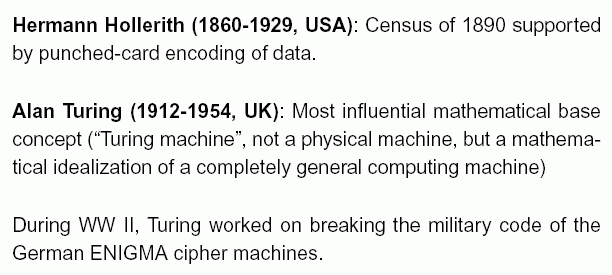 Hermann Hollerith (1860-1929, USA): Census of 1890 supported
by punched-card encoding of data.
Alan Turing (1912-1954, UK): Most influential mathematical base
concept (“Turing machine”, not a physical machine, but a mathema-
tical idealization of a completely general computing machine)
During WW II, Turing worked on breaking the military code of the
German ENIGMA cipher machines.